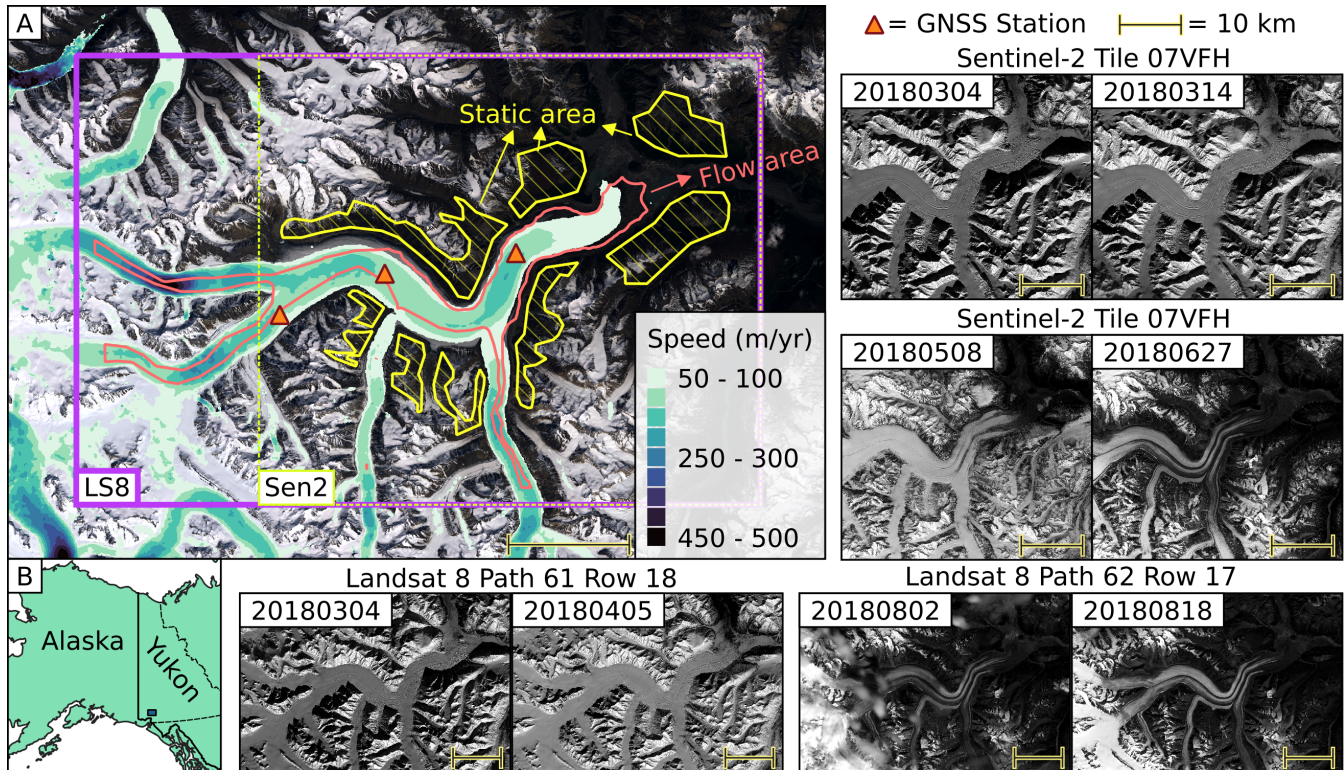 A
= GNSS Station
= 10 km
Static area
Flow area
LS8
Sen2
Speed (m/yr)
50 - 100
250 - 300
450 - 500
Sentinel-2 Tile 07VFH
20180304
20180314
Sentinel-2 Tile 07VFH
20180508
20180627
B
Alaska
Yukon
Landsat 8 Path 61 Row 18
20180304
20180405
Landsat 8 Path 62 Row 17
20180802
20180818